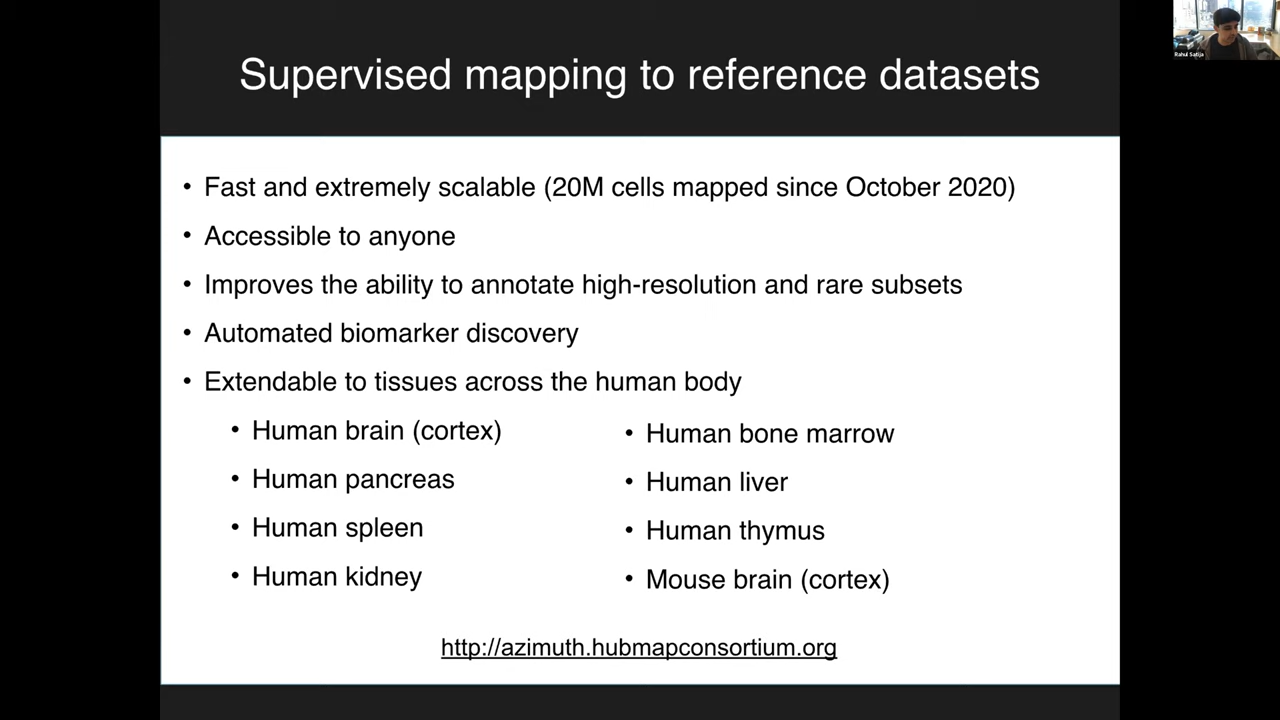 Supervised mapping to reference datasets
Rahul Satija
• Fast and extremely scalable (20M cells mapped since October 2020)
• Accessible to anyone
• Improves the ability to annotate high-resolution and rare subsets
• Automated biomarker discovery
• Extendable to tissues across the human body
• Human brain (cortex)
• Human pancreas
• Human spleen
• Human kidney
• Human bone marrow
• Human liver
• Human thymus
• Mouse brain (cortex)
http://azimuth.hubmapconsortium.org